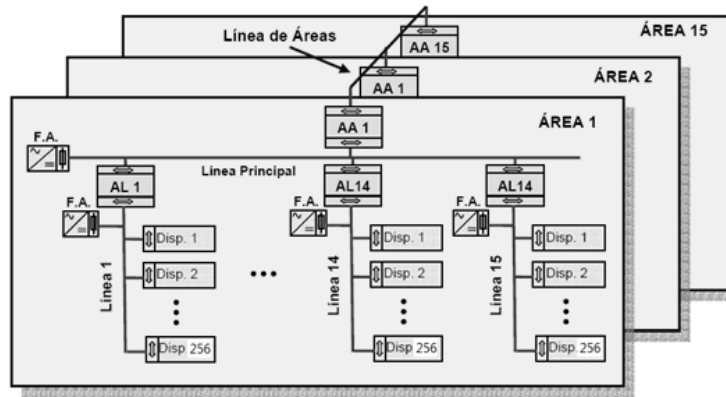 Línea de Áreas
AA 15
ÁREA 15
AA 1
ÁREA 2
AA 1
ÁREA 1
F.A.
Línea Principal
AL 1
AL14
AL14
F.A.
F.A.
F.A.
Disp. 1
Disp. 1
Disp. 1
Línea 1
Disp. 2
•••
Línea 14
Disp. 2
Línea 15
Disp. 2
Disp 256
Disp 256
Disp 256